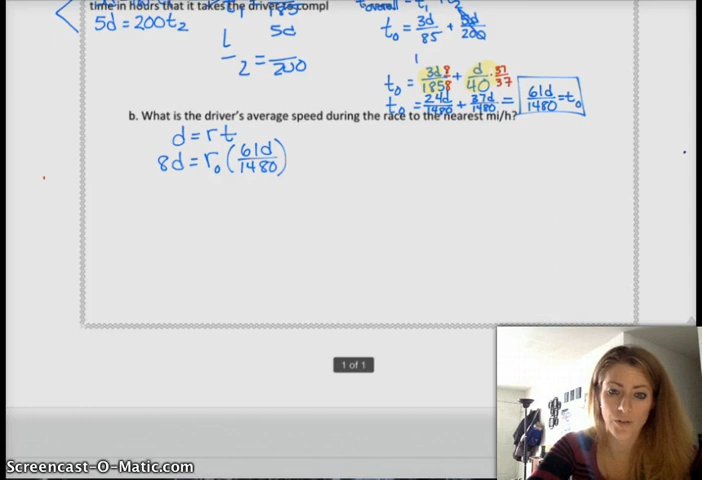 time in hours that it takes the driver to compl
5d = 200t₂
5d
200
t₀ = 3d/85 + 5d/200
t₀ = 3d/185 · 8/8 + d/40 · 37/37
t₀ = 24d/1480 + 37d/1480 = 61d/1480 = t₀
b. What is the driver's average speed during the race to the nearest mi/h?
d = rt
8d = r₀(61d/1480)
1 of 1
Screencast-O-Matic.com